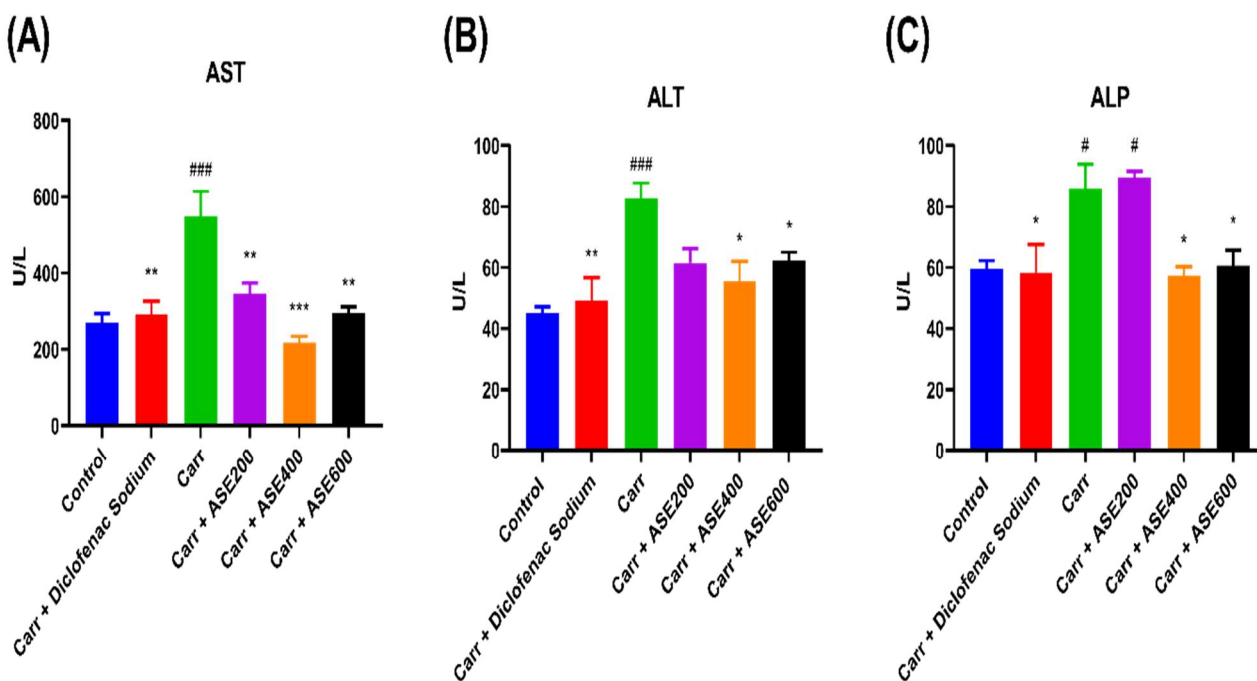 (A)
AST
U/L
800
600
400
200
0
**
###
**
***
**
Control
Carr + Diclofenac Sodium
Carr
Carr + ASE200
Carr + ASE400
Carr + ASE600
(B)
ALT
U/L
100
80
60
40
20
0
**
###
*
*
Control
Carr + Diclofenac Sodium
Carr
Carr + ASE200
Carr + ASE400
Carr + ASE600
(C)
ALP
U/L
100
80
60
40
20
0
*
#
#
*
*
Control
Carr + Diclofenac Sodium
Carr
Carr + ASE200
Carr + ASE400
Carr + ASE600